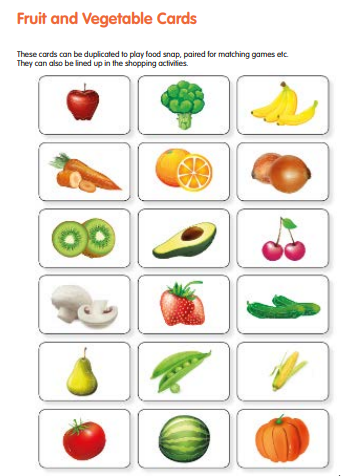 Fruit and Vegetable Cards
These cards can be duplicated to play food snap, paired for matching games etc.
They can also be lined up in the shopping activities.